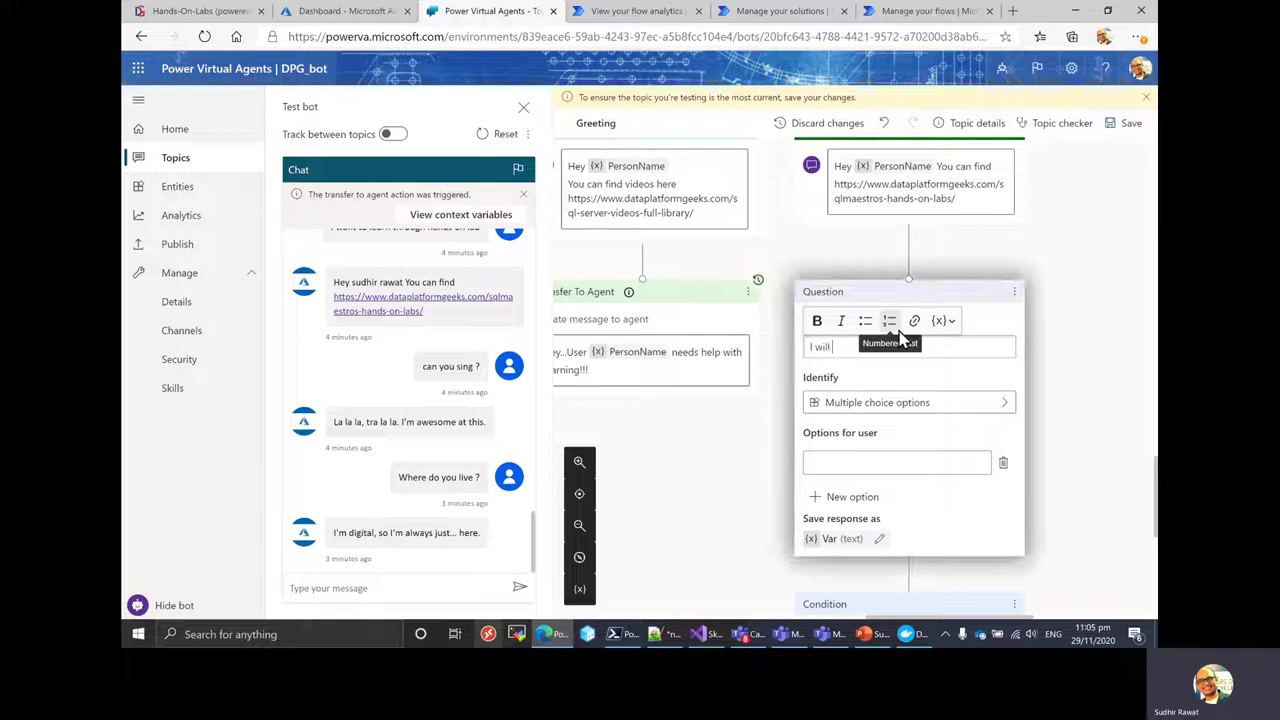 Hands-On-Labs (powere
Dashboard - Microsoft A
Power Virtual Agents - To
View your flow analytics
Manage your solutions
Manage your flows | Mic
https://powerva.microsoft.com/environments/839eace6-59ab-4243-97ec-a5b8fcc104e4/bots/20bfc643-4788-4421-9572-a70200d38ab6...
Power Virtual Agents | DPG_bot
Home
Topics
Entities
Analytics
Publish
Manage
Details
Channels
Security
Skills
Hide bot
Test bot
Track between topics
Reset
Chat
The transfer to agent action was triggered.
View context variables
4 minutes ago
Hey sudhir rawat You can find
https://www.dataplatformgeeks.com/sqlma
estros-hands-on-labs/
4 minutes ago
can you sing ?
4 minutes ago
La la la, tra la la. I'm awesome at this.
4 minutes ago
Where do you live ?
3 minutes ago
I'm digital, so I'm always just... here.
3 minutes ago
Type your message
To ensure the topic you're testing is the most current, save your changes.
Greeting
Discard changes
Topic details
Topic checker
Save
Hey {x} PersonName
You can find videos here
https://www.dataplatformgeeks.com/s
ql-server-videos-full-library/
nsfer To Agent
ate message to agent
ey...User {x} PersonName needs help with
arning!!!
{x}
Hey {x} PersonName You can find
https://www.dataplatformgeeks.com/s
qlmaestros-hands-on-labs/
Question
B I {x}
I will
Numbered list
Identify
Multiple choice options
Options for user
New option
Save response as
{x} Var (text)
Condition
Search for anything
Po...
Po...
"n...
Sk...
Ca...
M...
M...
Su...
D...
ENG
11:05 pm
29/11/2020
6
Sudhir Rawat